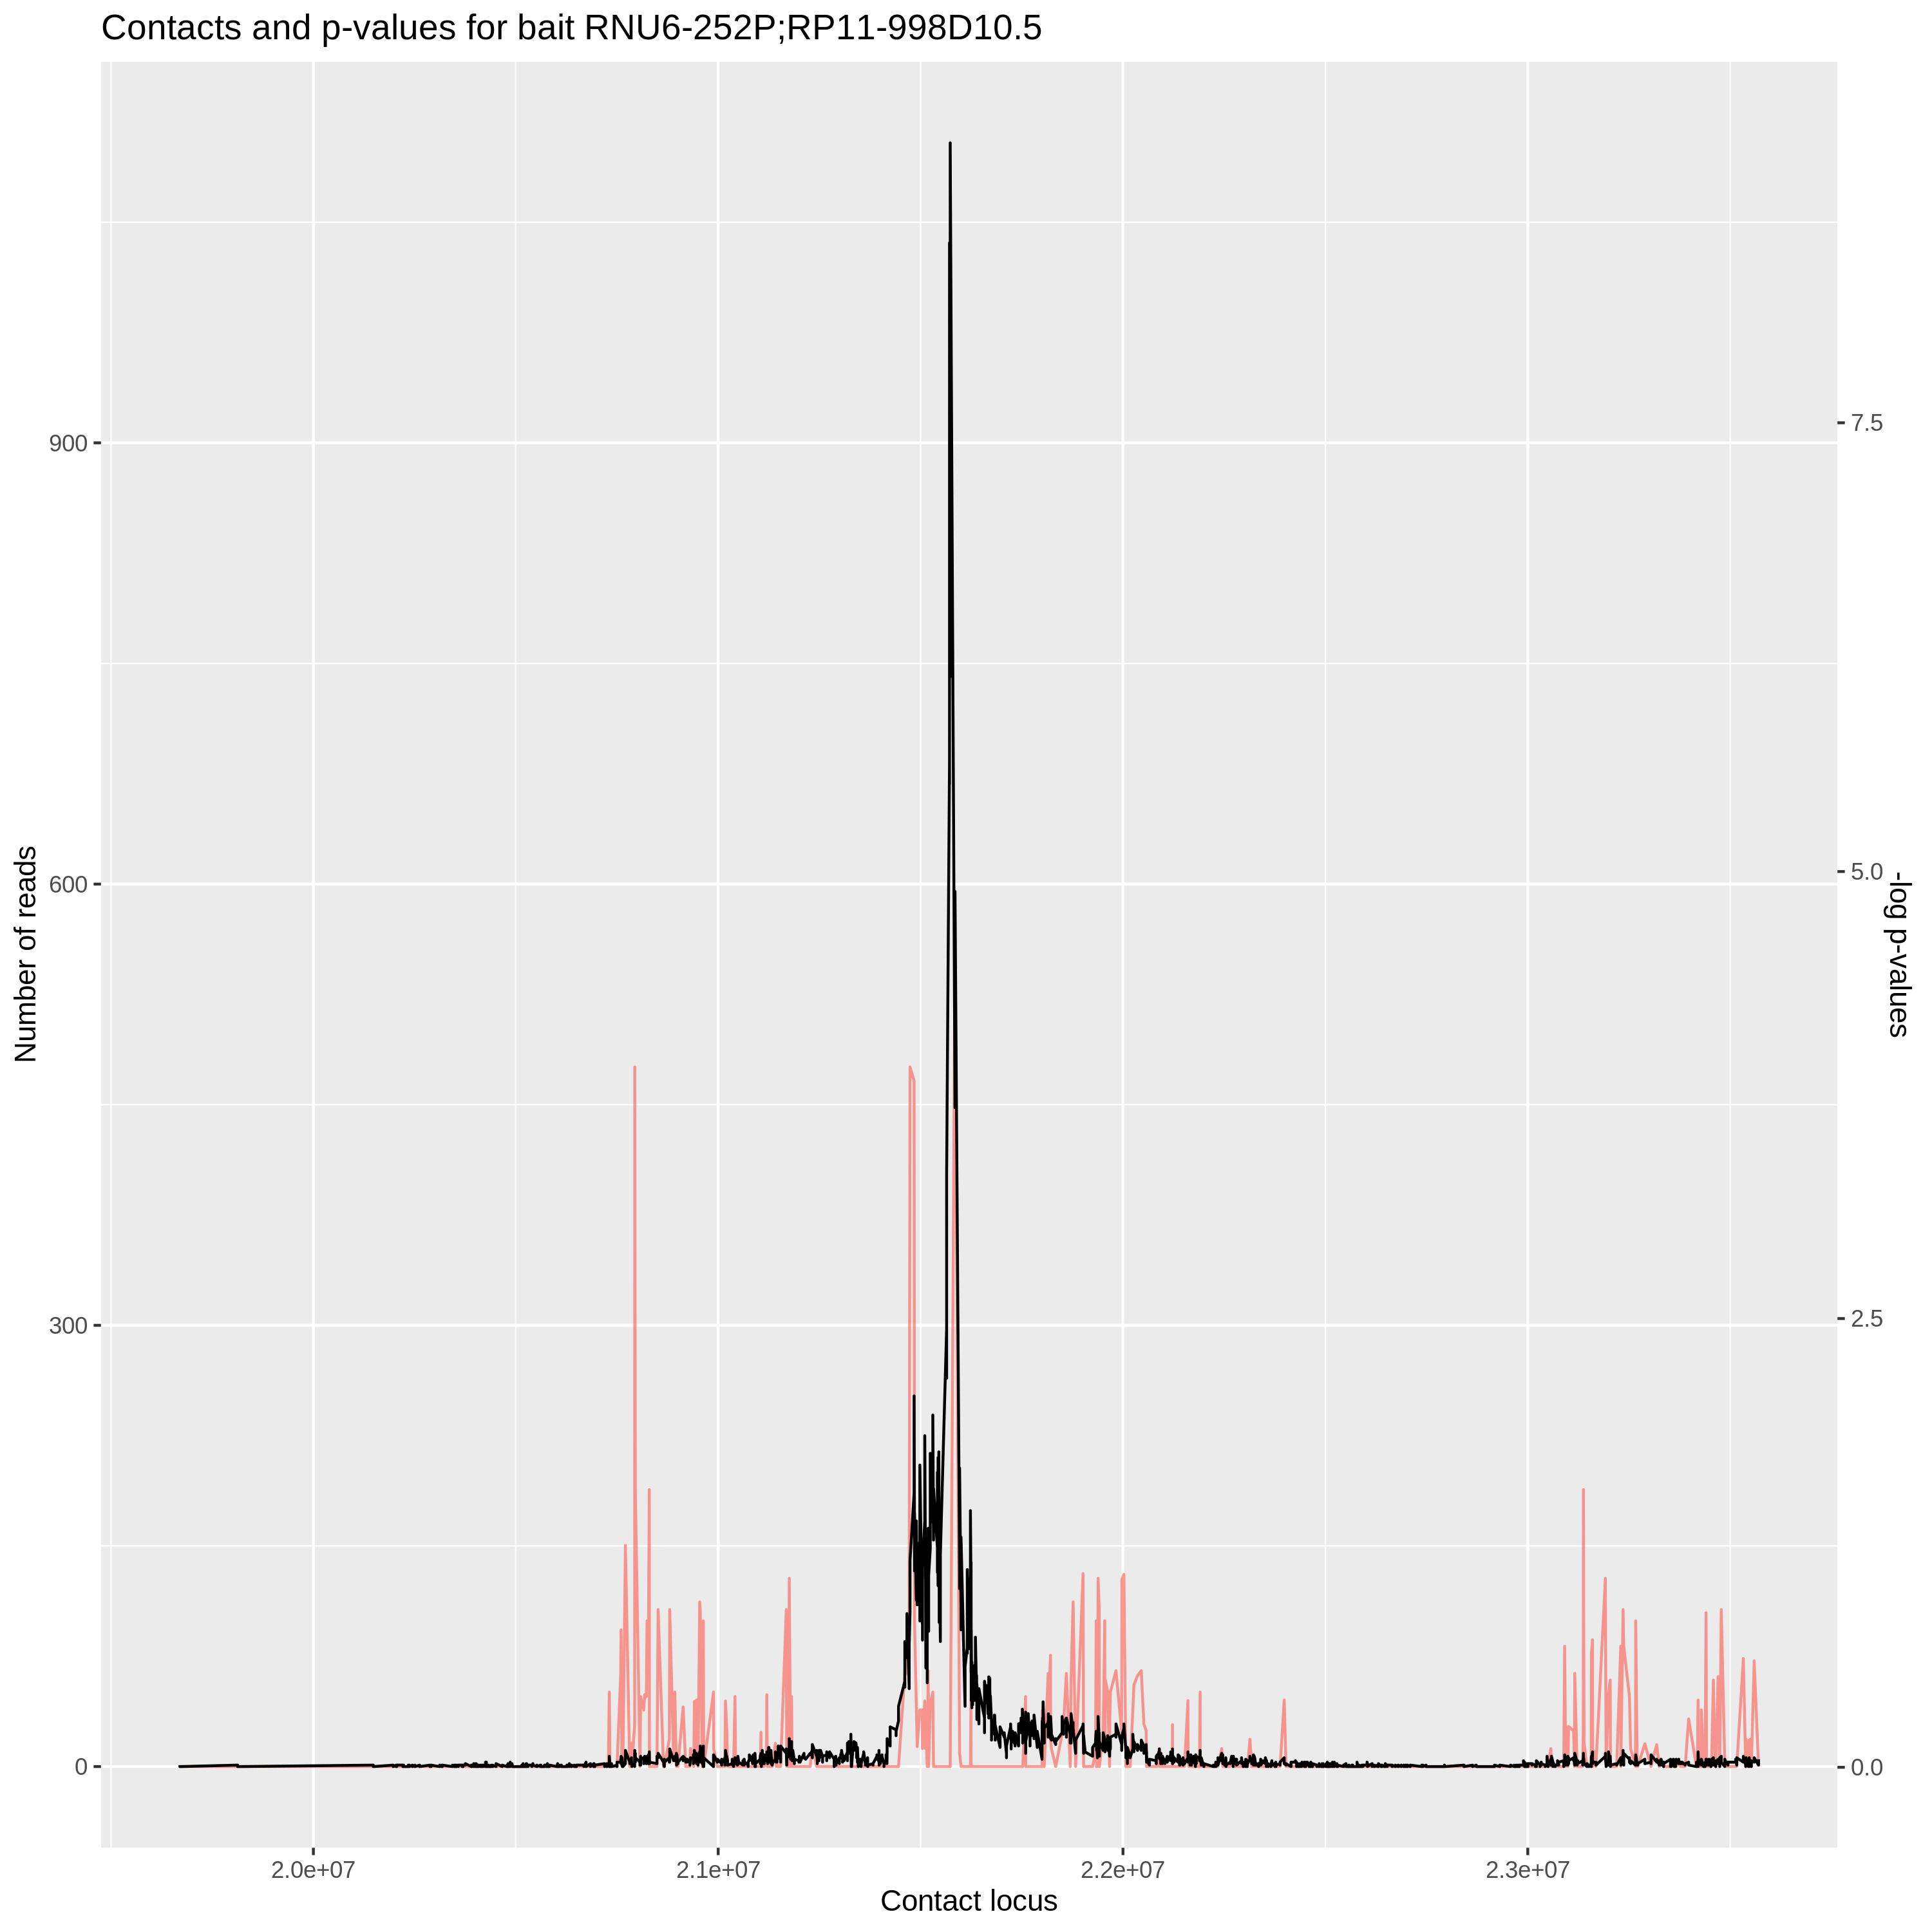 Contacts and p-values for bait RNU6-252P;RP11-998D10.5
Number of reads
900
600
300
0
7.5
5.0
2.5
0.0
-log p-values
2.0e+07 2.1e+07 2.2e+07 2.3e+07
Contact locus